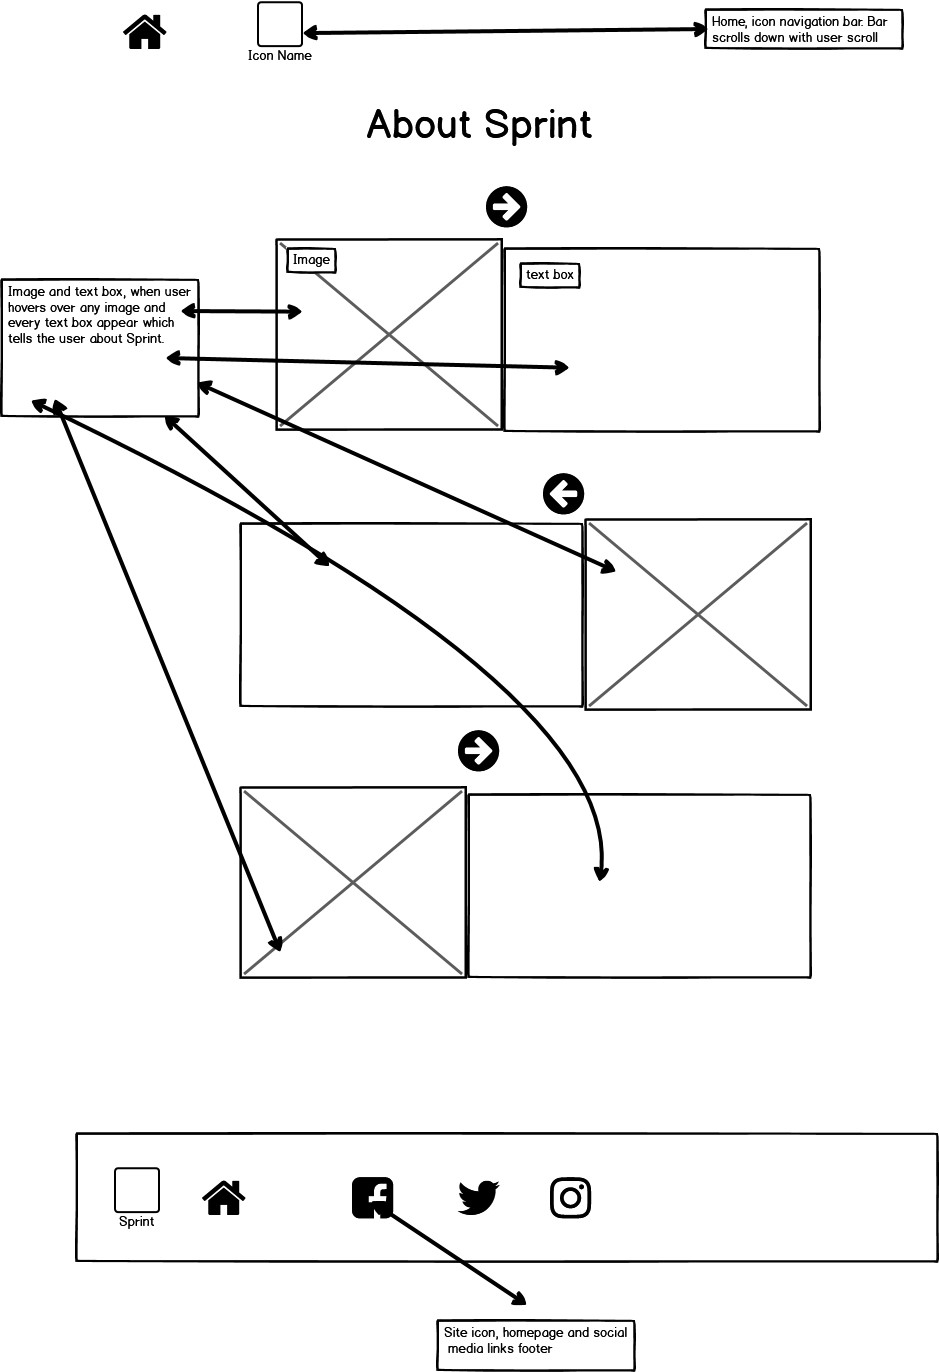 Home, icon navigation bar. Bar
scrolls down with user scroll
Icon Name
About Sprint
Image
text box
Image and text box, when user
hovers over any image and
every text box appear which
tells the user about Sprint.
Sprint
Site icon, homepage and social
media links footer